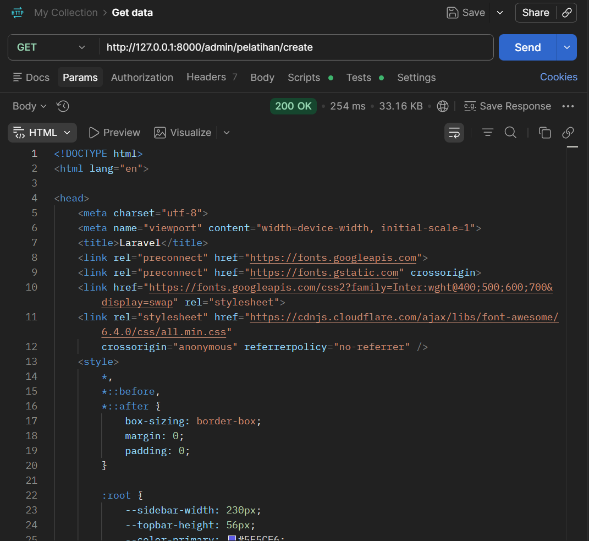 HTTP My Collection > Get data Save Share
GET http://127.0.0.1:8000/admin/pelatihan/create Send
Docs Params Authorization Headers 7 Body Scripts Tests Settings Cookies
Body 200 OK • 254 ms • 33.16 KB • e.g. Save Response
HTML Preview Visualize
1 <!DOCTYPE html>
2 <html lang="en">
3
4 <head>
5 <meta charset="utf-8">
6 <meta name="viewport" content="width=device-width, initial-scale=1">
7 <title>Laravel</title>
8 <link rel="preconnect" href="https://fonts.googleapis.com">
9 <link rel="preconnect" href="https://fonts.gstatic.com" crossorigin>
10 <link href="https://fonts.googleapis.com/css2?family=Inter:wght@400;500;600;700&
display=swap" rel="stylesheet">
11 <link rel="stylesheet" href="https://cdnjs.cloudflare.com/ajax/libs/font-awesome/
6.4.0/css/all.min.css"
12 crossorigin="anonymous" referrerpolicy="no-referrer" />
13 <style>
14 *,
15 *::before,
16 *::after {
17 box-sizing: border-box;
18 margin: 0;
19 padding: 0;
20 }
21
22 :root {
23 --sidebar-width: 230px;
24 --topbar-height: 56px;
25 --color-primary: